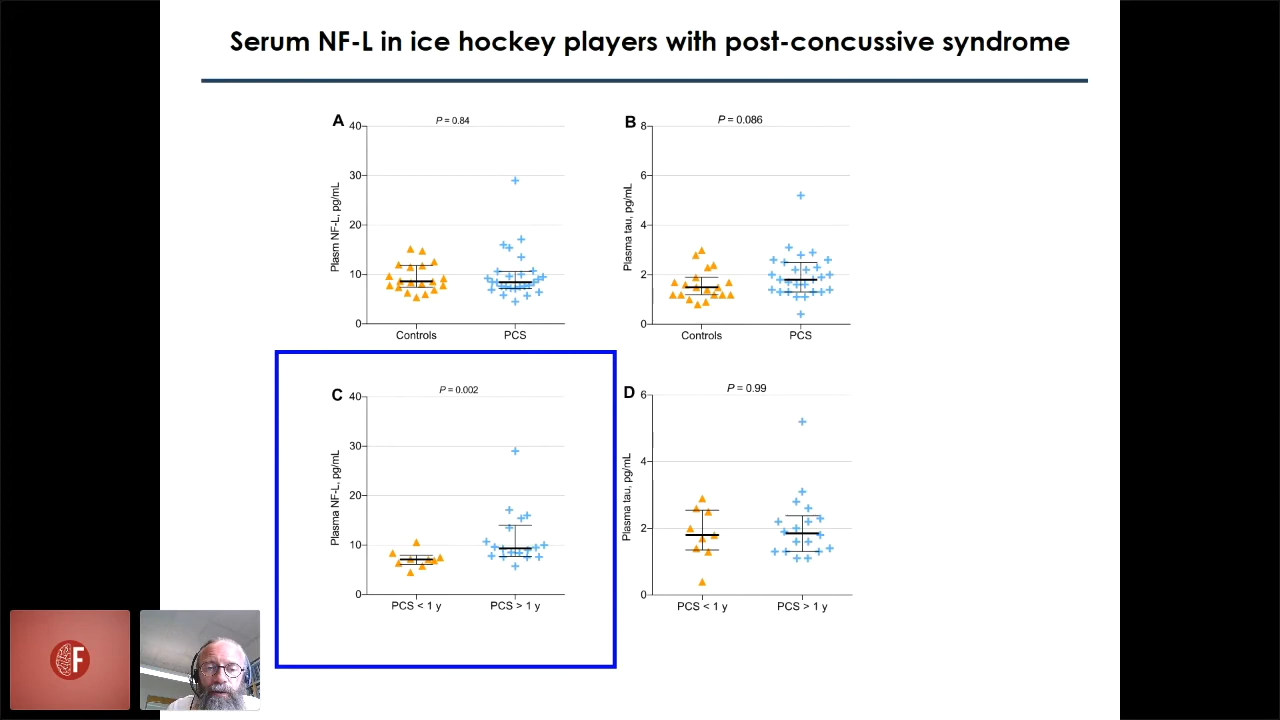 Serum NF-L in ice hockey players with post-concussive syndrome
A
P = 0.84
40
30
20
10
0
Plasm NF-L, pg/mL
Controls PCS
B
P = 0.086
8
6
4
2
0
Plasma tau, pg/mL
Controls PCS
C
P = 0.002
40
30
20
10
0
Plasma NF-L, pg/mL
PCS < 1 y PCS > 1 y
D
P = 0.99
6
4
2
0
Plasma tau, pg/mL
PCS < 1 y PCS > 1 y
F